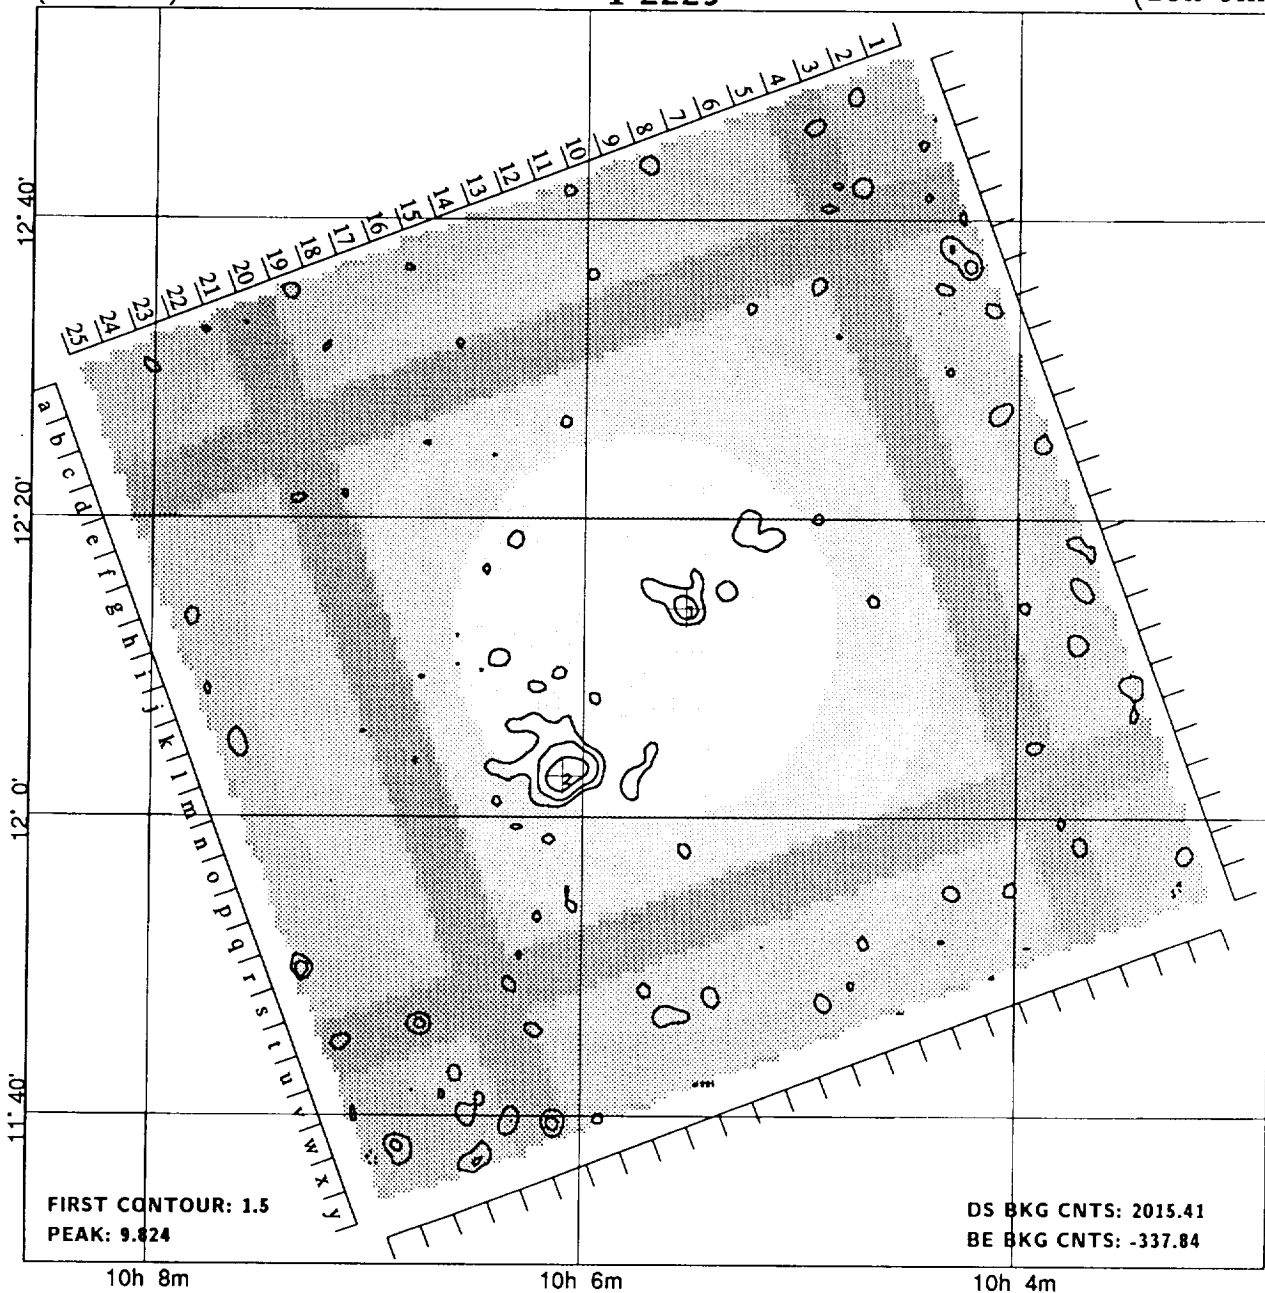 1 2 3 4 5 6 7 8 9 10 11 12 13 14 15 16 17 18 19 20 21 22 23 24 25
12° 40'
12° 20'
12° 0'
11° 40'
a b c d e f g h i j k l m n o p q r s t u v w x y
1
2
FIRST CONTOUR: 1.5
PEAK: 9.824
DS BKG CNTS: 2015.41
BE BKG CNTS: -337.84
10h 8m
10h 6m
10h 4m